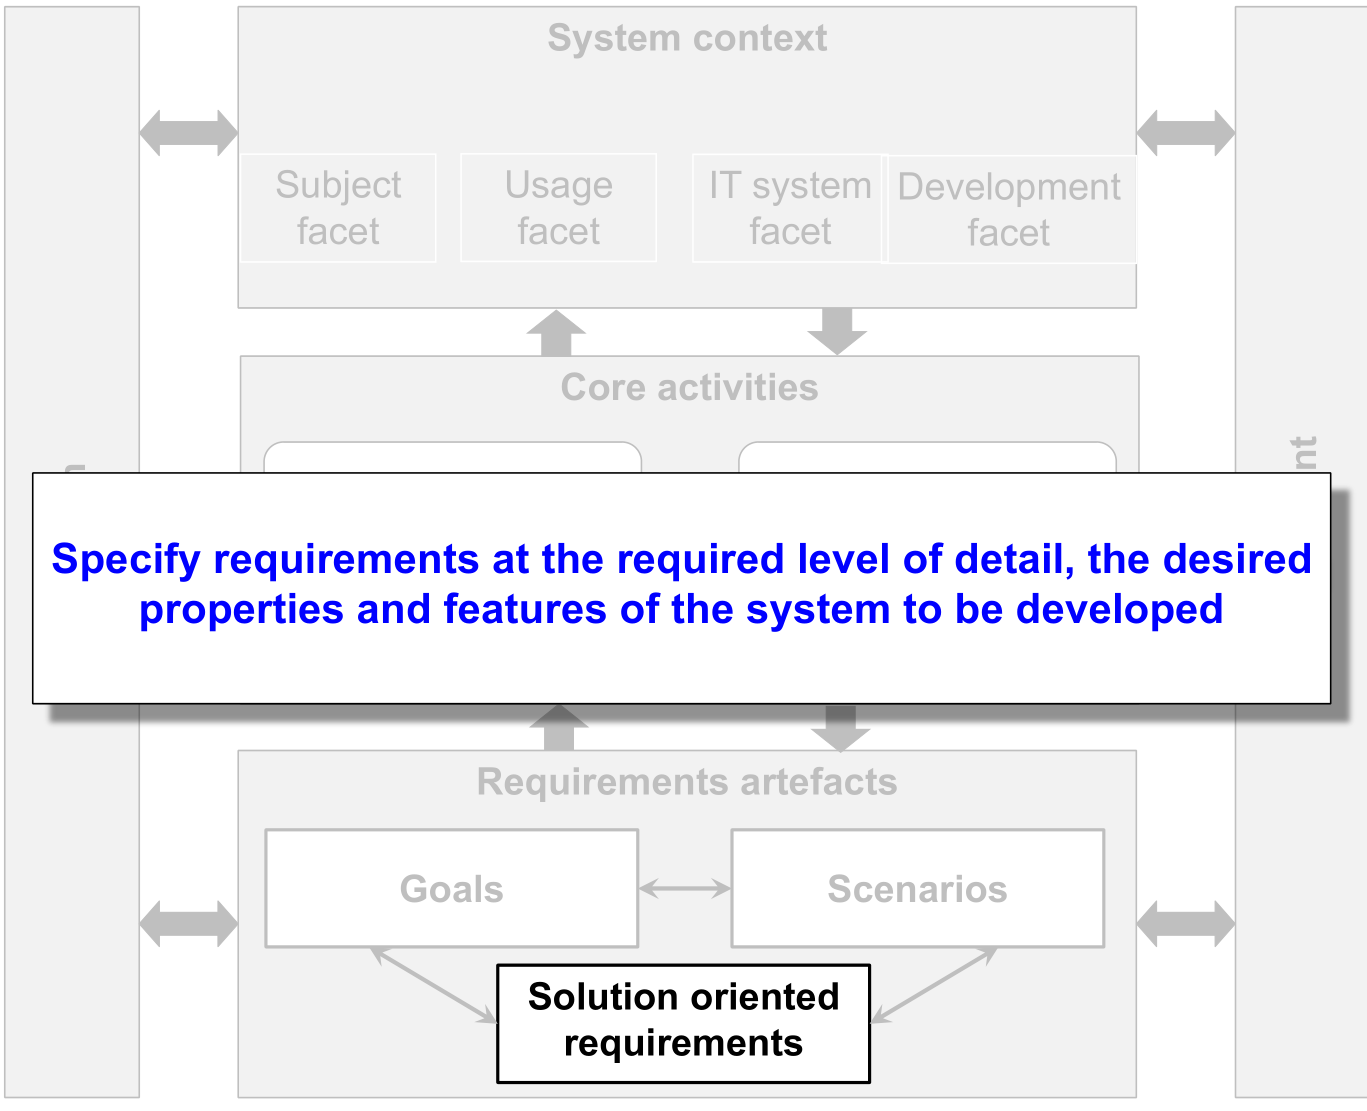 System context
Subject
facet
Usage
facet
IT system
facet
Development
facet
Core activities
Specify requirements at the required level of detail, the desired
properties and features of the system to be developed
Requirements artefacts
Goals
Scenarios
Solution oriented
requirements